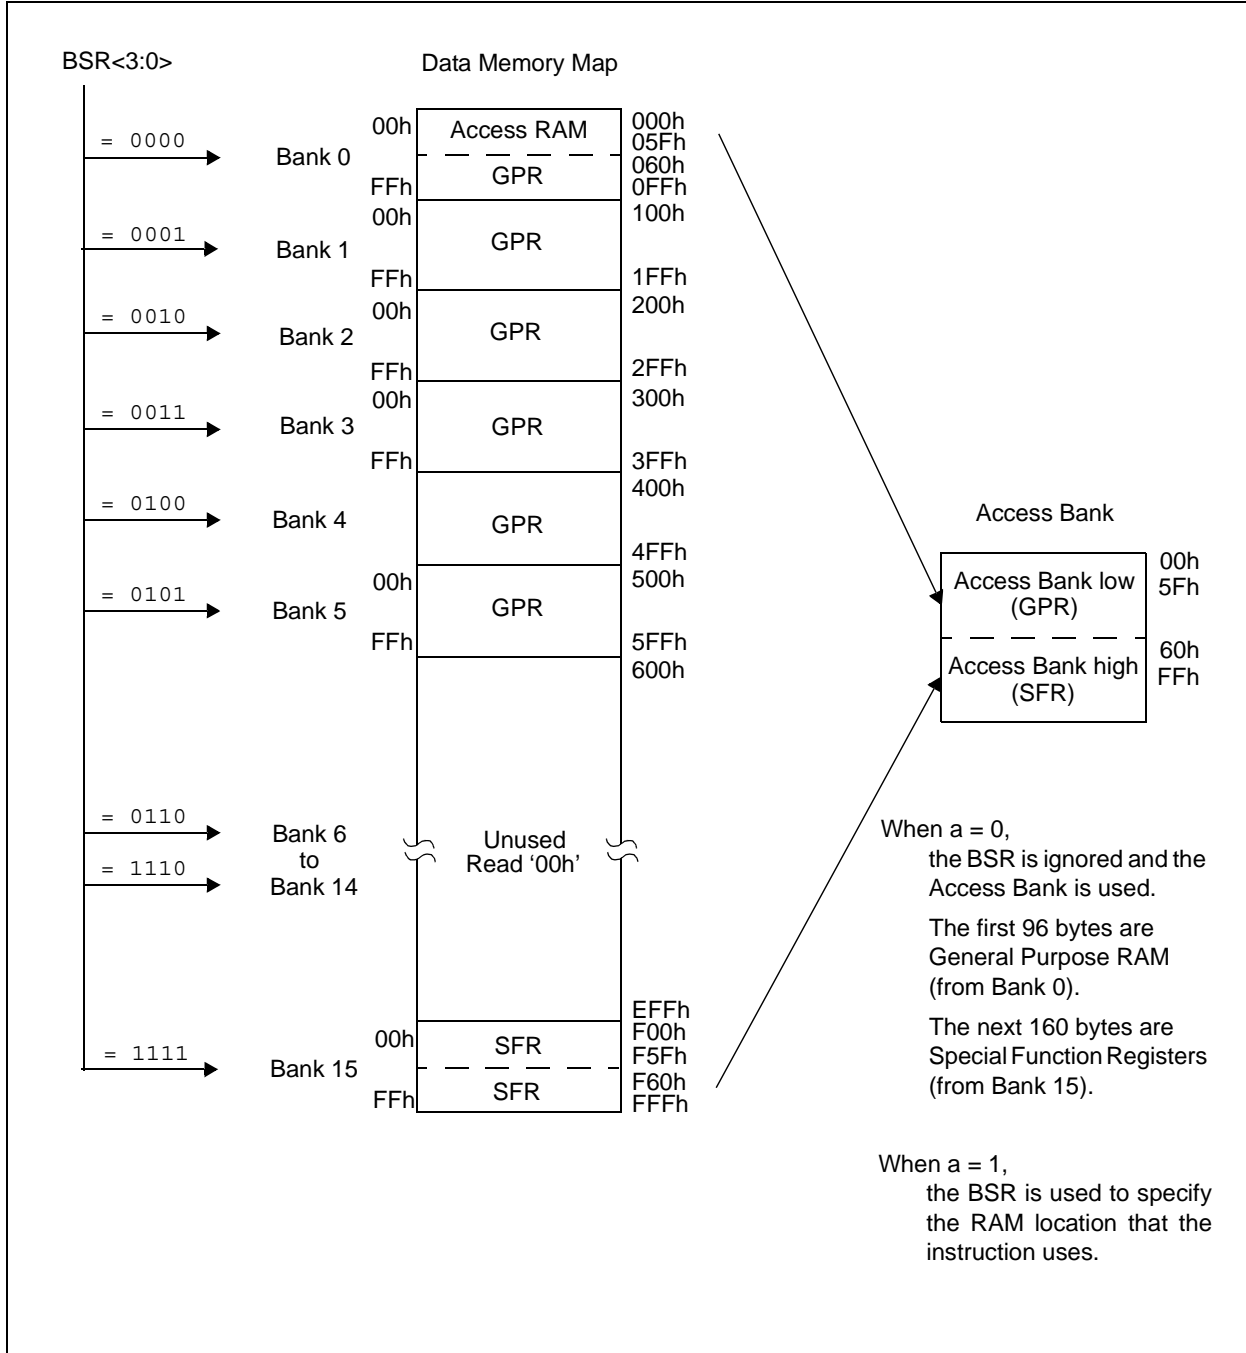 BSR<3:0>
Data Memory Map
= 0000
Bank 0
00h
FFh
Access RAM
GPR
000h
05Fh
060h
0FFh
= 0001
Bank 1
00h
FFh
GPR
100h
1FFh
= 0010
Bank 2
00h
FFh
GPR
200h
2FFh
= 0011
Bank 3
00h
FFh
GPR
300h
3FFh
= 0100
Bank 4
GPR
400h
4FFh
= 0101
Bank 5
00h
FFh
GPR
500h
5FFh
600h
= 0110
= 1110
Bank 6
to
Bank 14
Unused
Read ‘00h’
EFFh
= 1111
Bank 15
00h
FFh
SFR
SFR
F00h
F5Fh
F60h
FFFh
Access Bank
Access Bank low
(GPR)
00h
5Fh
Access Bank high
(SFR)
60h
FFh
When a = 0,
the BSR is ignored and the
Access Bank is used.
The first 96 bytes are
General Purpose RAM
(from Bank 0).
The next 160 bytes are
Special Function Registers
(from Bank 15).
When a = 1,
the BSR is used to specify
the RAM location that the
instruction uses.